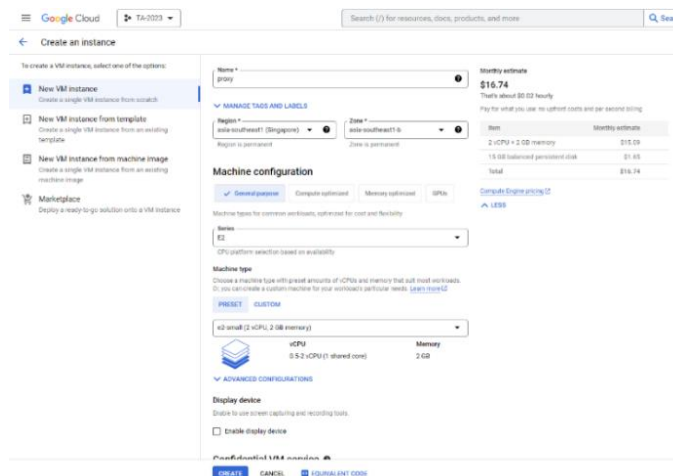 Google Cloud
TA-2023
Search (/) for resources, docs, products, and more
Sea
Create an instance
To create a VM instance, select one of the options:
New VM instance
Create a single VM instance from scratch
New VM instance from template
Create a single VM instance from an existing
template
New VM instance from machine image
Create a single VM instance from an existing
machine image
Marketplace
Deploy a ready-to-go solution onto a VM instance
Name *
proxy
MANAGE TAGS AND LABELS
Region *
asia-southeast1 (Singapore)
Region is permanent
Zone *
asia-southeast1-b
Zone is permanent
Machine configuration
General purpose
Compute optimized
Memory optimized
GPUs
Machine types for common workloads, optimized for cost and flexibility
Series
E2
CPU platform selection based on availability
Machine type
Choose a machine type with preset amounts of vCPUs and memory that suit most workloads.
Or, you can create a custom machine for your workload's particular needs. Learn more
PRESET
CUSTOM
e2-small (2 vCPU, 2 GB memory)
vCPU
0.5-2 vCPU (1 shared core)
Memory
2 GB
ADVANCED CONFIGURATIONS
Display device
Enable to use screen capturing and recording tools.
Enable display device
Confidential VM service
CREATE
CANCEL
EQUIVALENT CODE
Monthly estimate
$16.74
That's about $0.02 hourly
Pay for what you use: no upfront costs and per second billing
Item
Monthly estimate
2 vCPU + 2 GB memory
$15.09
15 GB balanced persistent disk
$1.65
Total
$16.74
Compute Engine pricing
LESS